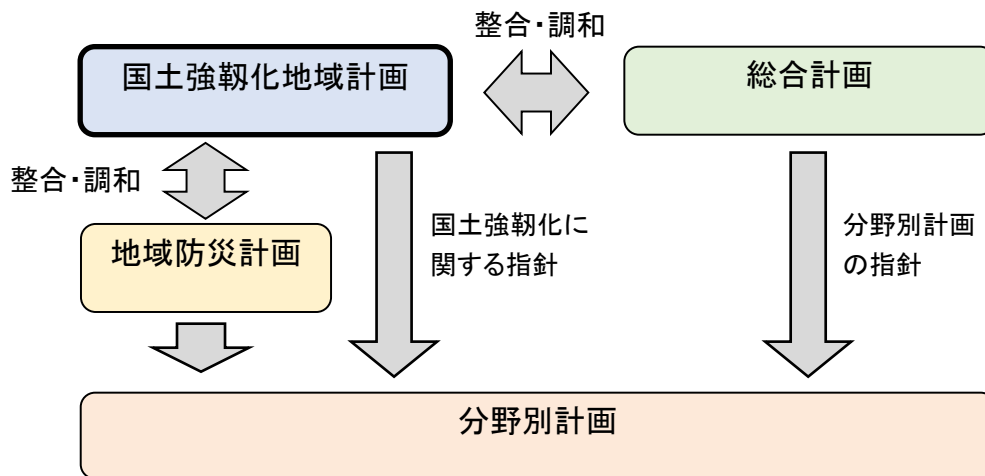 整合・調和
国土強靱化地域計画
総合計画
整合・調和
地域防災計画
国土強靱化に
関する指針
分野別計画
の指針
分野別計画